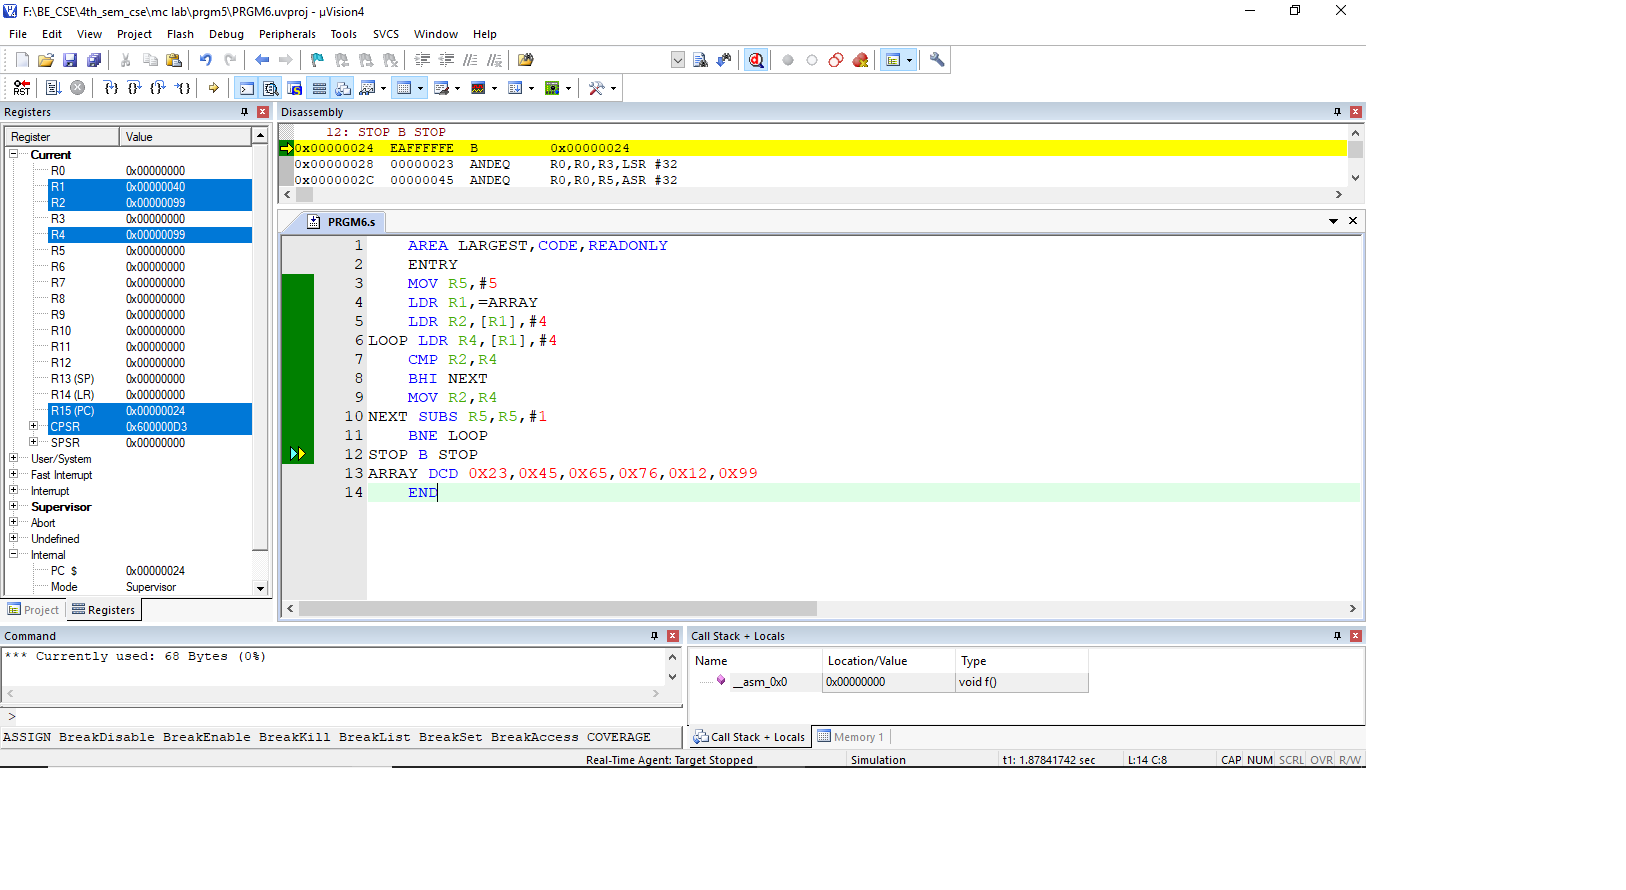 F:\BE_CSE\4th_sem_cse\mc lab\prgm5\PRGM6.uvproj - µVision4
File Edit View Project Flash Debug Peripherals Tools SVCS Window Help
Registers
Register Value
Current
R0 0x00000000
R1 0x00000040
R2 0x00000099
R3 0x00000000
R4 0x00000099
R5 0x00000000
R6 0x00000000
R7 0x00000000
R8 0x00000000
R9 0x00000000
R10 0x00000000
R11 0x00000000
R12 0x00000000
R13 (SP) 0x00000000
R14 (LR) 0x00000000
R15 (PC) 0x00000024
CPSR 0x600000D3
SPSR 0x00000000
User/System
Fast Interrupt
Interrupt
Supervisor
Abort
Undefined
Internal
PC $ 0x00000024
Mode Supervisor
Project Registers
Disassembly
12: STOP B STOP
0x00000024 EAFFFFFE B 0x00000024
0x00000028 00000023 ANDEQ R0,R0,R3,LSR #32
0x0000002C 00000045 ANDEQ R0,R0,R5,ASR #32
PRGM6.s
1 AREA LARGEST,CODE,READONLY
2 ENTRY
3 MOV R5,#5
4 LDR R1,=ARRAY
5 LDR R2,[R1],#4
6 LOOP LDR R4,[R1],#4
7 CMP R2,R4
8 BHI NEXT
9 MOV R2,R4
10 NEXT SUBS R5,R5,#1
11 BNE LOOP
12 STOP B STOP
13 ARRAY DCD 0X23,0X45,0X65,0X76,0X12,0X99
14 END
Command
*** Currently used: 68 Bytes (0%)
>
ASSIGN BreakDisable BreakEnable BreakKill BreakList BreakSet BreakAccess COVERAGE
Call Stack + Locals
Name Location/Value Type
__asm_0x0 0x00000000 void f()
Call Stack + Locals Memory 1
Real-Time Agent: Target Stopped Simulation t1: 1.87841742 sec L:14 C:8 CAP NUM SCRL OVR R/W